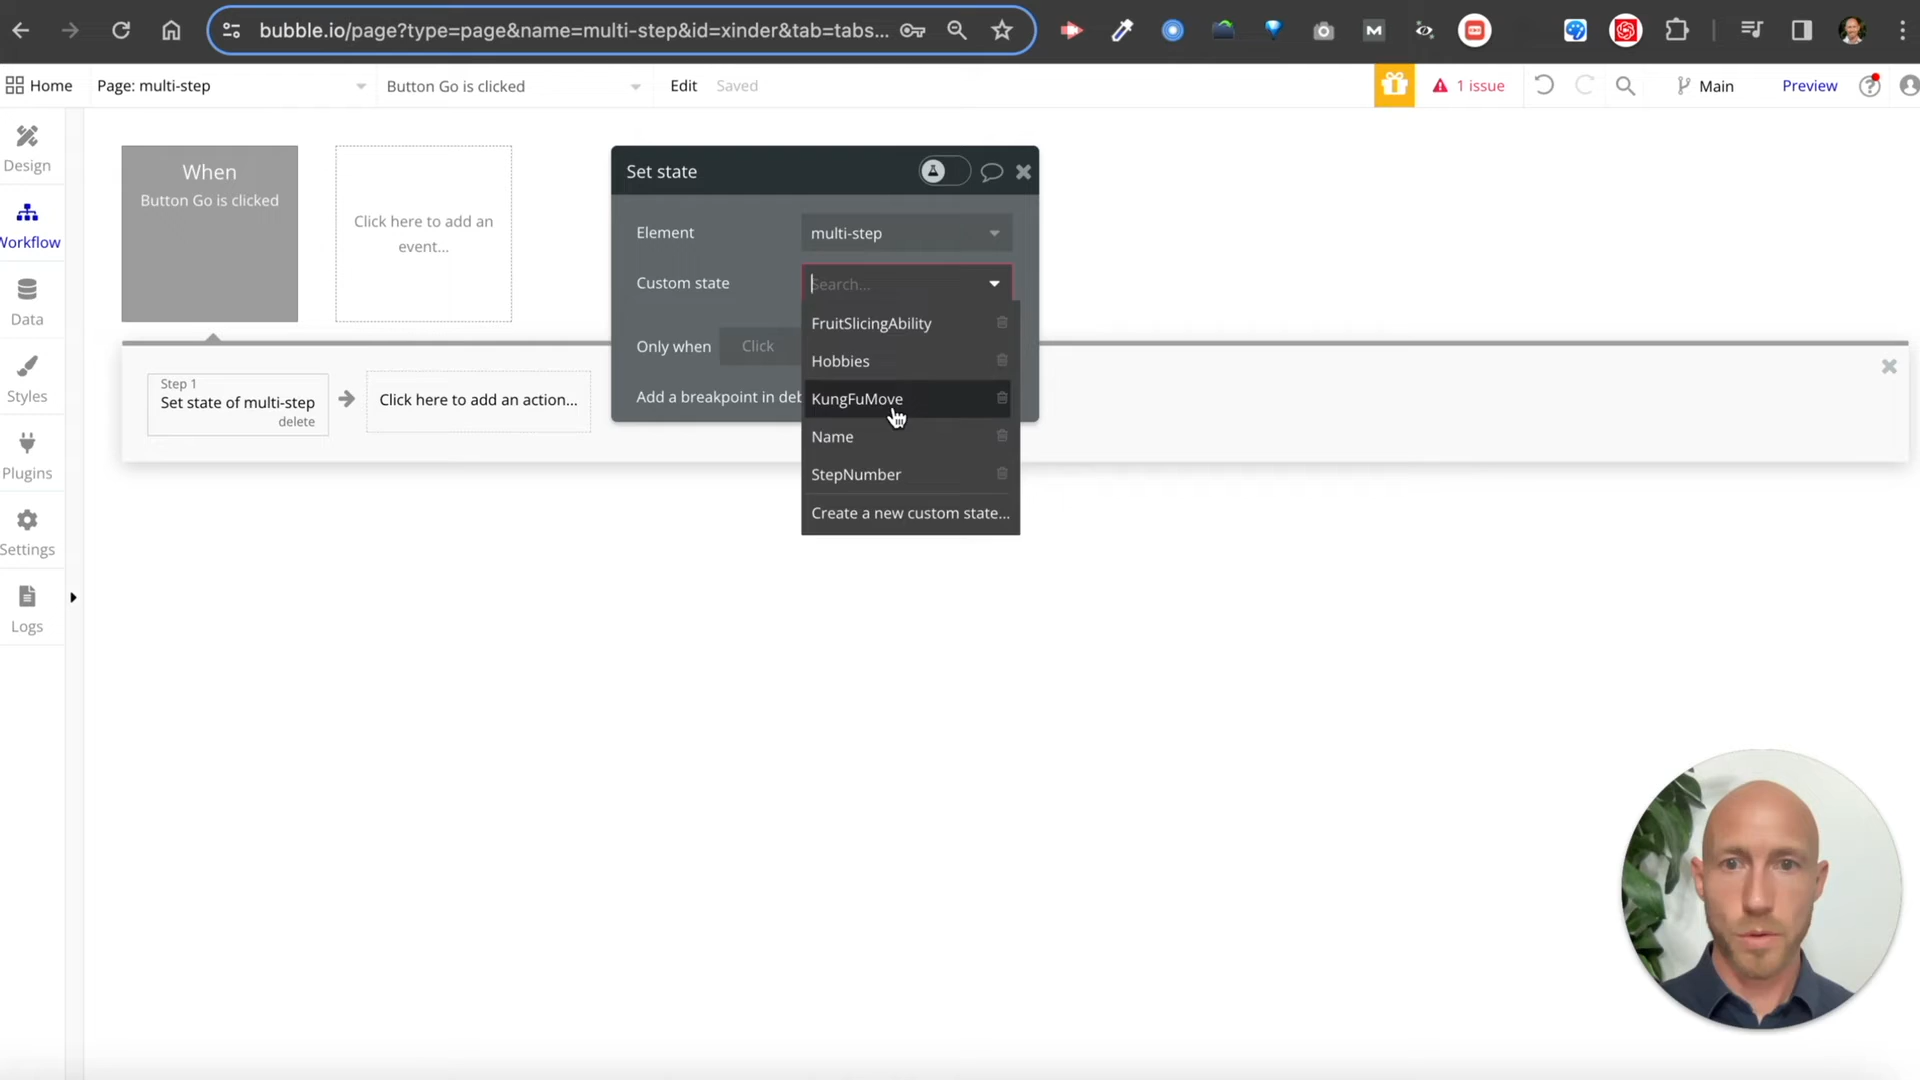 bubble.io/page?type=page&name=multi-step&id=xinder&tab=tabs...
Home
Page: multi-step
Button Go is clicked
Edit
Saved
1 issue
Main
Preview
Design
Workflow
Data
Styles
Plugins
Settings
Logs
When
Button Go is clicked
Click here to add an
event...
Step 1
Set state of multi-step
delete
Click here to add an action...
Set state
Element
multi-step
Custom state
Search...
Only when
Click
Add a breakpoint in deb
FruitSlicingAbility
Hobbies
KungFuMove
Name
StepNumber
Create a new custom state...